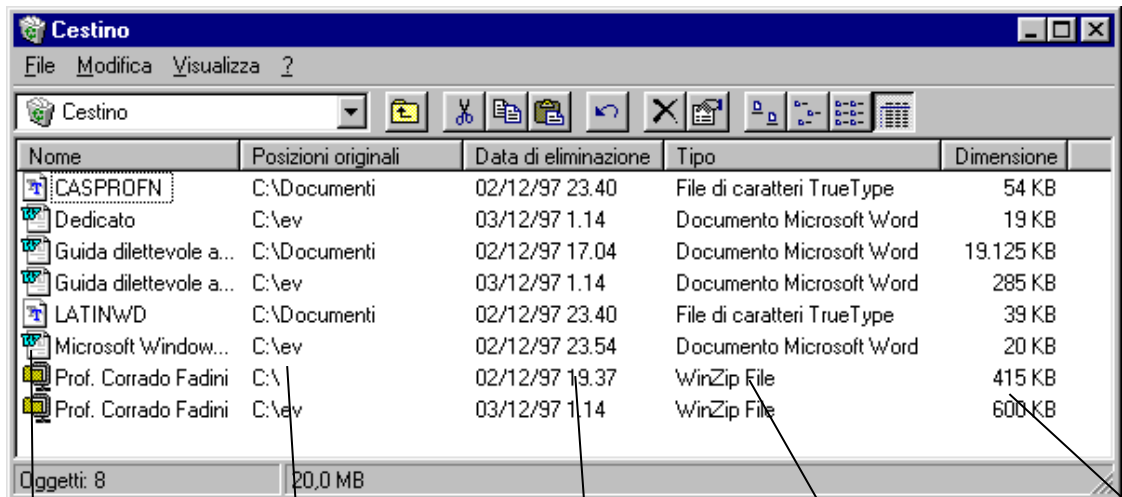 Cestino
File Modifica Visualizza ?
Cestino
Nome Posizioni originali Data di eliminazione Tipo Dimensione
CASPROFN C:\Documenti 02/12/97 23.40 File di caratteri TrueType 54 KB
Dedicato C:\ev 03/12/97 1.14 Documento Microsoft Word 19 KB
Guida dilettevole a... C:\Documenti 02/12/97 17.04 Documento Microsoft Word 19.125 KB
Guida dilettevole a... C:\ev 03/12/97 1.14 Documento Microsoft Word 285 KB
LATINWD C:\Documenti 02/12/97 23.40 File di caratteri TrueType 39 KB
Microsoft Window... C:\ev 02/12/97 23.54 Documento Microsoft Word 20 KB
Prof. Corrado Fadini C:\ 02/12/97 19.37 WinZip File 415 KB
Prof. Corrado Fadini C:\ev 03/12/97 1.14 WinZip File 600 KB
Oggetti: 8 20,0 MB